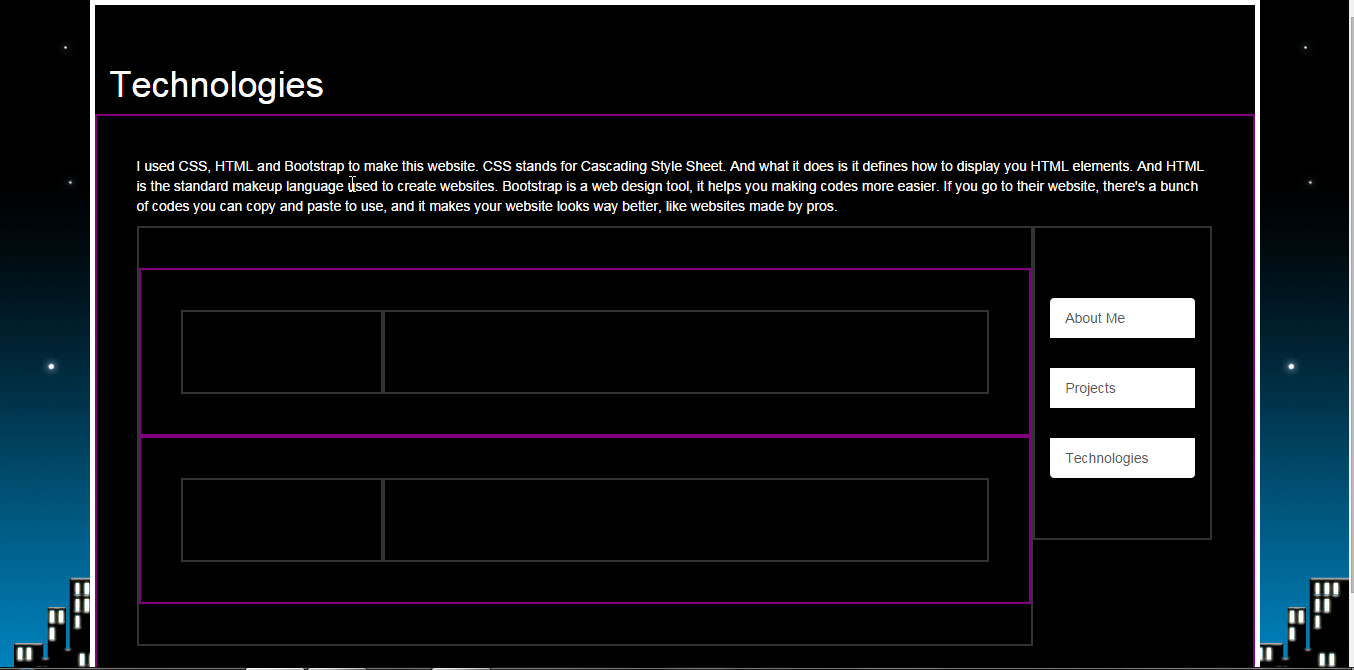 Technologies
I used CSS, HTML and Bootstrap to make this website. CSS stands for Cascading Style Sheet. And what it does is it defines how to display you HTML elements. And HTML
is the standard makeup language used to create websites. Bootstrap is a web design tool, it helps you making codes more easier. If you go to their website, there's a bunch
of codes you can copy and paste to use, and it makes your website looks way better, like websites made by pros.
About Me
Projects
Technologies